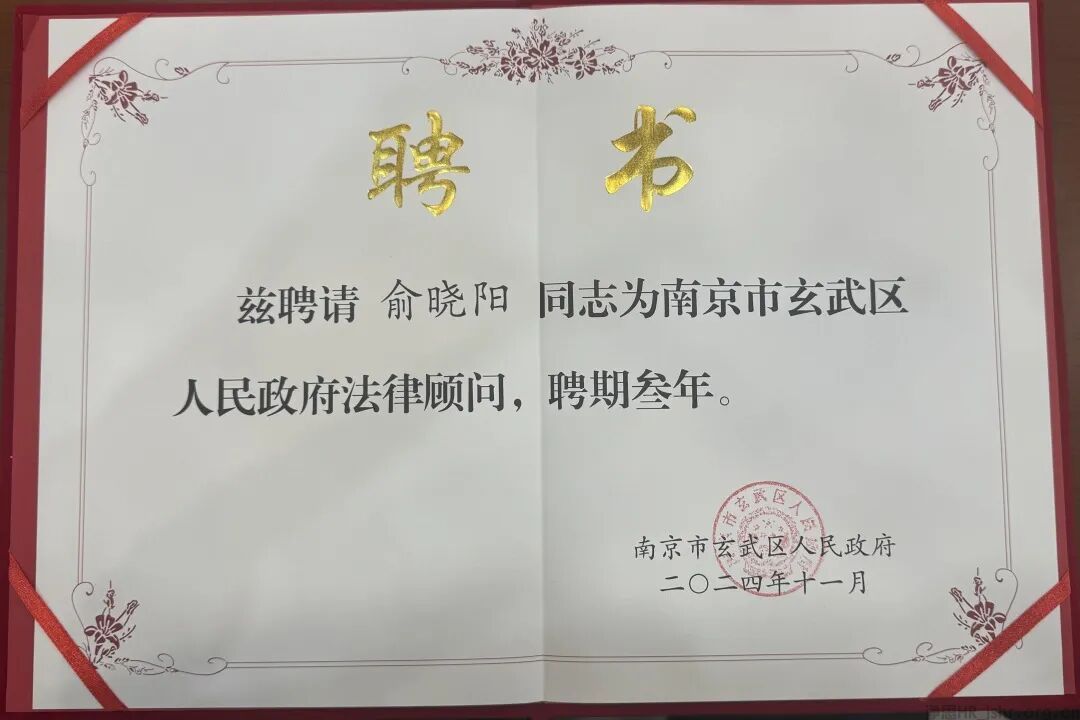 聘 书
兹聘请 俞晓阳 同志为南京市玄武区
人民政府法律顾问，聘期叁年。
南京市玄武区人民政府
二〇二四年十一月